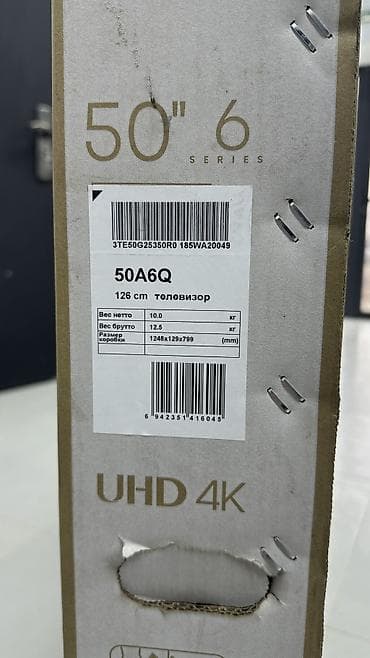 50" 6
SERIES
3TE50G25350R0 185WA20049
50A6Q
126 cm телевизор
Вес нетто 10.0 кг
Вес брутто 12.5 кг
Размер коробки 1248x129x799 (mm)
6 942351 416045
UHD 4K